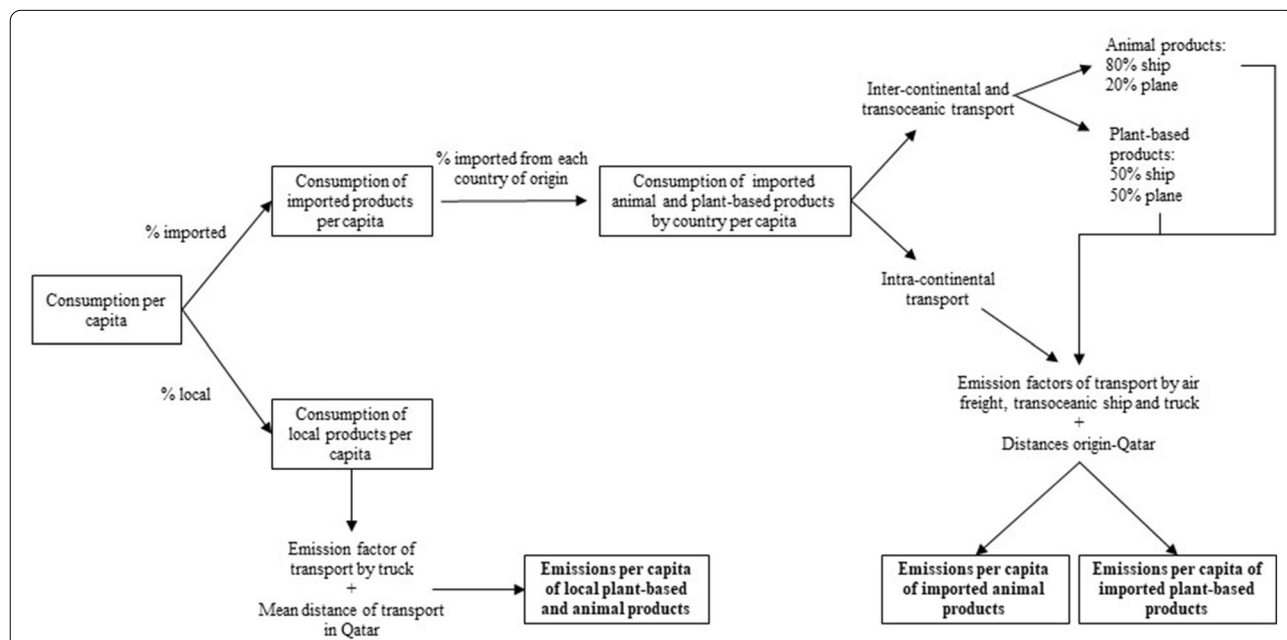 Animal products:
80% ship
20% plane
Inter-continental and
transoceanic transport
Plant-based
products:
50% ship
50% plane
% imported from each
country of origin
Consumption of
imported products
per capita
Consumption of imported
animal and plant-based products
by country per capita
% imported
Intra-continental
transport
Consumption per
capita
% local
Consumption of
local products per
capita
Emission factors of transport by air
freight, transoceanic ship and truck
+
Distances origin-Qatar
Emission factor of
transport by truck
+
Mean distance of transport
in Qatar
Emissions per capita
of local plant-based
and animal products
Emissions per capita
of imported animal
products
Emissions per capita of
imported plant-based
products